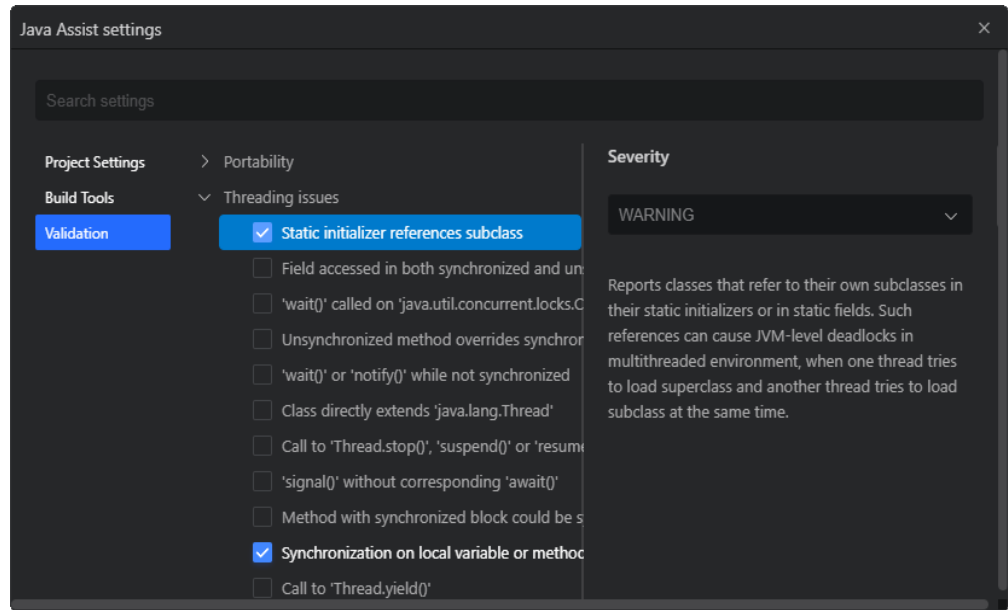 Java Assist settings
Search settings
Project Settings
Build Tools
Validation
Portability
Threading issues
Static initializer references subclass
Field accessed in both synchronized and
'wait()' called on 'java.util.concurrent.locks.
Unsynchronized method overrides
'wait()' or 'notify()' while not synchronized
Class directly extends 'java.lang.Thread'
Call to 'Thread.stop()', 'suspend()' or
'signal()' without corresponding 'await()'
Method with synchronized block could be
Synchronization on local variable or
Call to 'Thread.yield()'
Severity
WARNING
Reports classes that refer to their own subclasses in
their static initializers or in static fields. Such
references can cause JVM-level deadlocks in
multithreaded environment, when one thread tries
to load superclass and another thread tries to load
subclass at the same time.